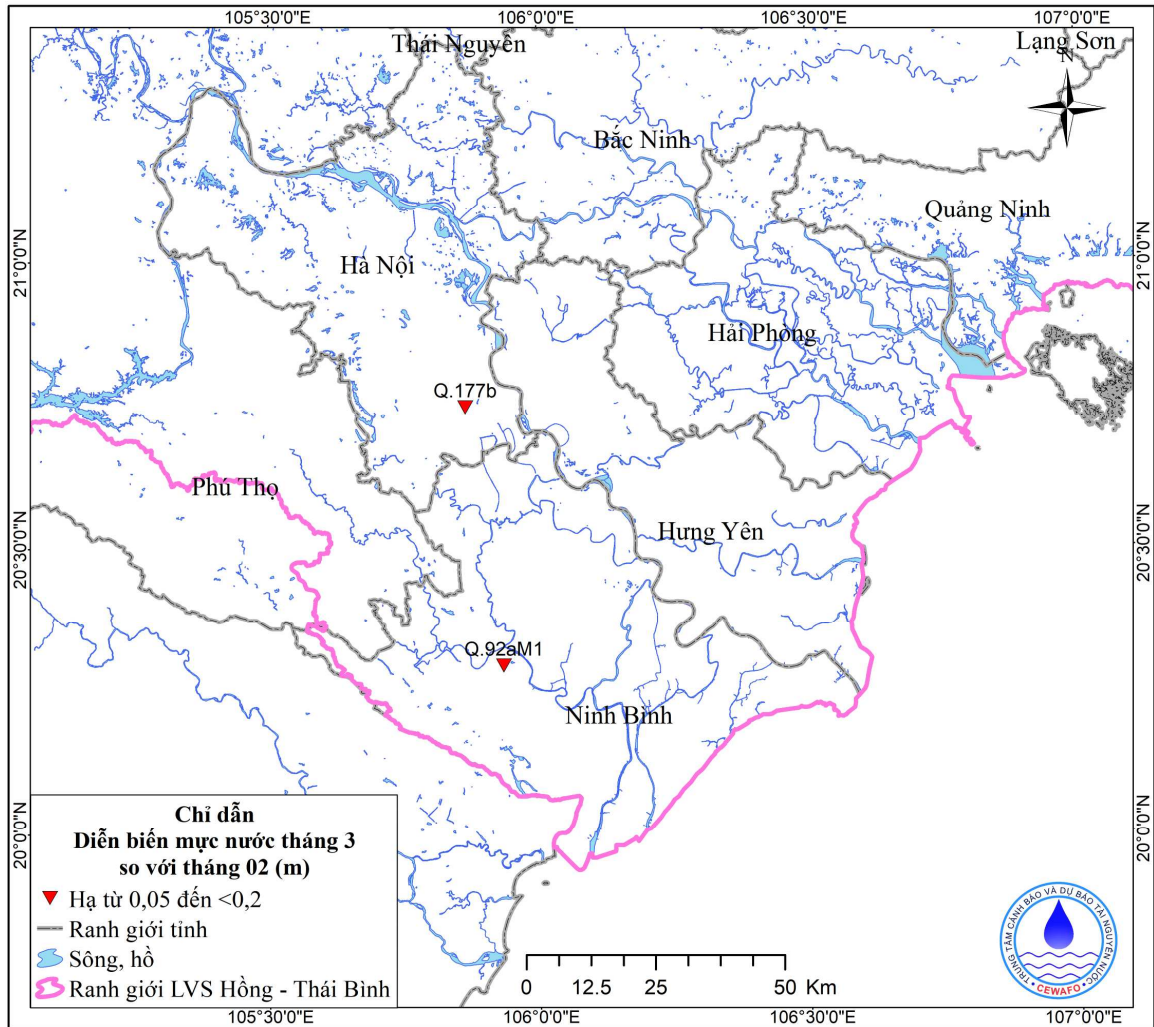 105°30'0"E
106°0'0"E
106°30'0"E
107°0'0"E
Thái Nguyên
Lạng Sơn
N
Bắc Ninh
Quảng Ninh
21°0'0"N
Hà Nội
21°0'0"N
Hải Phòng
Q.177b
Phú Thọ
20°30'0"N
Hưng Yên
20°30'0"N
Q.92aM1
Ninh Bình
20°0'0"N
20°0'0"N
Chỉ dẫn
Diễn biến mực nước tháng 3
so với tháng 02 (m)
Hạ từ 0,05 đến <0,2
Ranh giới tỉnh
Sông, hồ
Ranh giới LVS Hồng - Thái Bình
0 12.5 25 50 Km
TRUNG TÂM CẢNH BÁO VÀ DỰ BÁO TÀI NGUYÊN NƯỚC
CEWAFO
105°30'0"E
106°0'0"E
106°30'0"E
107°0'0"E